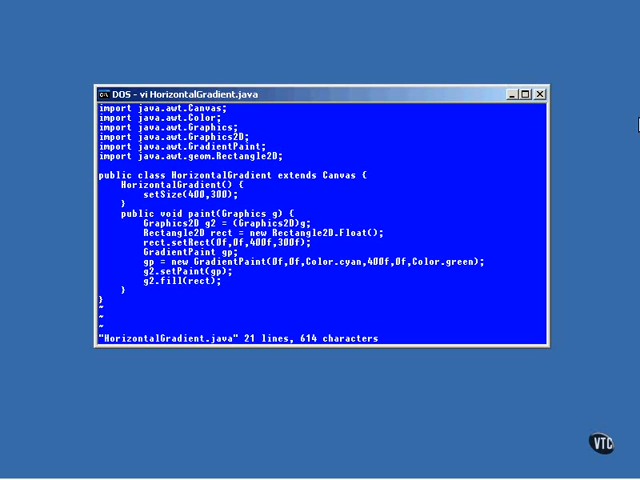 DOS - vi HorizontalGradient.java
import java.awt.Canvas;
import java.awt.Color;
import java.awt.Graphics;
import java.awt.Graphics2D;
import java.awt.GradientPaint;
import java.awt.geom.Rectangle2D;
public class HorizontalGradient extends Canvas {
    HorizontalGradient() {
        setSize(400,300);
    }
    public void paint(Graphics g) {
        Graphics2D g2 = (Graphics2D)g;
        Rectangle2D rect = new Rectangle2D.Float();
        rect.setRect(0f,0f,400f,300f);
        GradientPaint gp;
        gp = new GradientPaint(0f,0f,Color.cyan,400f,0f,Color.green);
        g2.setPaint(gp);
        g2.fill(rect);
    }
}
~
~
~
"HorizontalGradient.java" 21 lines, 614 characters
VTC